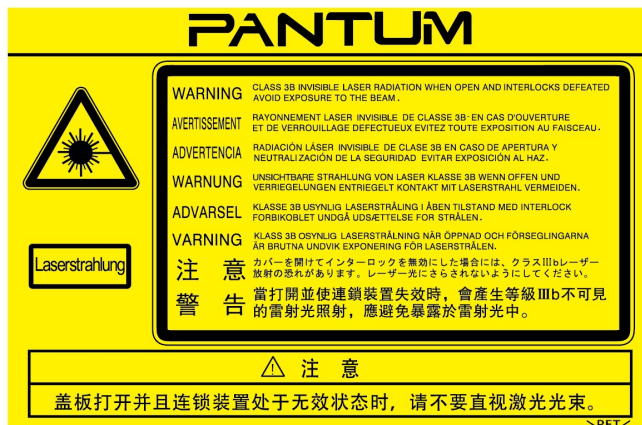 PANTUM
WARNING CLASS 3B INVISIBLE LASER RADIATION WHEN OPEN AND INTERLOCKS DEFEATED
AVOID EXPOSURE TO THE BEAM.
AVERTISSEMENT RAYONNEMENT LASER INVISIBLE DE CLASSE 3B-EN CAS D'OUVERTURE
ET DE VERROUILLAGE DEFECTUEUX EVITEZ TOUTE EXPOSITION AU FAISCEAU.
ADVERTENCIA RADIACIÓN LÁSER INVISIBLE DE CLASE 3B EN CASO DE APERTURA Y
NEUTRALIZACIÓN DE LA SEGURIDAD EVITAR EXPOSICIÓN AL HAZ.
WARNUNG UNSICHTBARE STRAHLUNG VON LASER KLASSE 3B WENN OFFEN UND
VERRIEGELUNGEN ENTRIEGELT KONTAKT MIT LASERSTRAHL VERMEIDEN.
ADVARSEL KLASSE 3B USYNLIG LASERSTRÅLING I ÅBEN TILSTAND MED INTERLOCK
FORBIKOBLET UNDGÅ UDSÆTTELSE FOR STRÅLEN.
VARNING KLASS 3B OSYNLIG LASERSTRÅLNING NÄR ÖPPNAD OCH FÖRSEGLINGARNA
ÄR BRUTNA UNDVIK EXPONERING FÖR LASERSTRÅLEN.
Laserstrahlung
注 意 カバーを開けてインターロックを無効にした場合には、クラスⅢbレーザー
放射の恐れがあります。レーザー光にさらされないようにしてください。
警 告 當打開並使連鎖裝置失效時，會產生等級Ⅲb不可見
的雷射光照射，應避免暴露於雷射光中。
⚠ 注 意
盖板打开并且连锁装置处于无效状态时，请不要直视激光光束。
>PET<